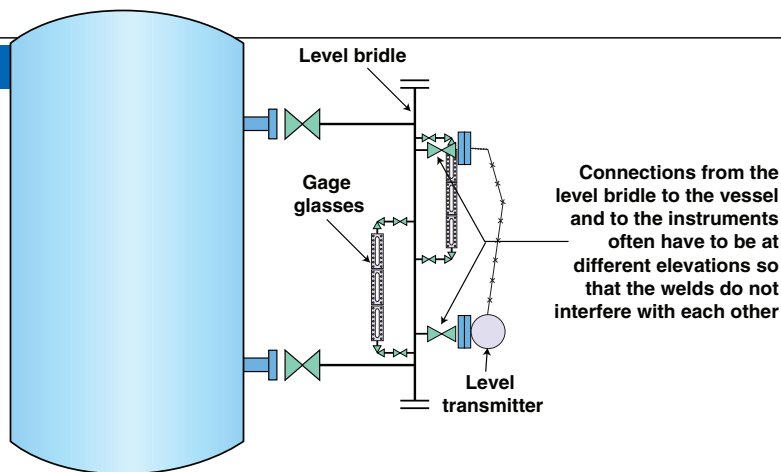 Level bridle
Gage
glasses
Connections from the
level bridle to the vessel
and to the instruments
often have to be at
different elevations so
that the welds do not
interfere with each other
Level
transmitter